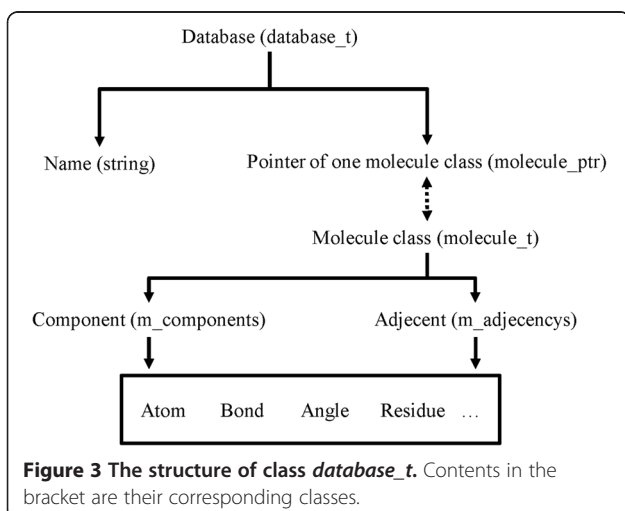 Database (database_t)
Name (string)
Pointer of one molecule class (molecule_ptr)
Molecule class (molecule_t)
Component (m_components)
Adjecent (m_adjecencys)
Atom Bond Angle Residue ...
Figure 3 The structure of class database_t. Contents in the
bracket are their corresponding classes.